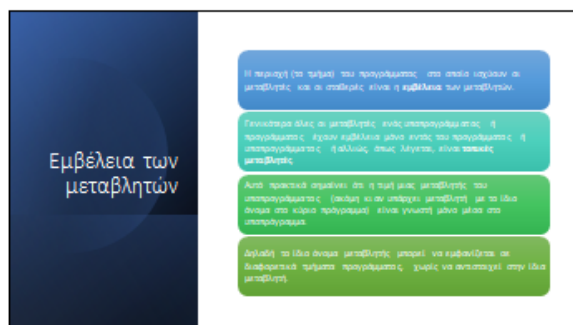 Εμβέλεια των
μεταβλητών
Η περιοχή (το τμήμα) του προγράμματος στο οποίο ισχύουν οι
μεταβλητές και οι σταθερές είναι η εμβέλεια των μεταβλητών.
Γενικότερα όλες οι μεταβλητές ενός υποπρογράμματος ή
προγράμματος έχουν εμβέλεια μόνο εντός του προγράμματος ή
υποπρογράμματος ή αλλιώς, όπως λέγεται, είναι τοπικές
μεταβλητές
Αυτό πρακτικά σημαίνει ότι η τιμή μιας μεταβλητής του
υποπρογράμματος (ακόμη κι αν υπάρχει μεταβλητή με το ίδιο
όνομα στο κύριο πρόγραμμα) είναι γνωστή μόνο μέσα στο
υποπρόγραμμα.
Δηλαδή το ίδιο όνομα μεταβλητής μπορεί να εμφανίζεται σε
διαφορετικά τμήματα προγράμματος, χωρίς να αντιστοιχεί στην ίδια
μεταβλητή.